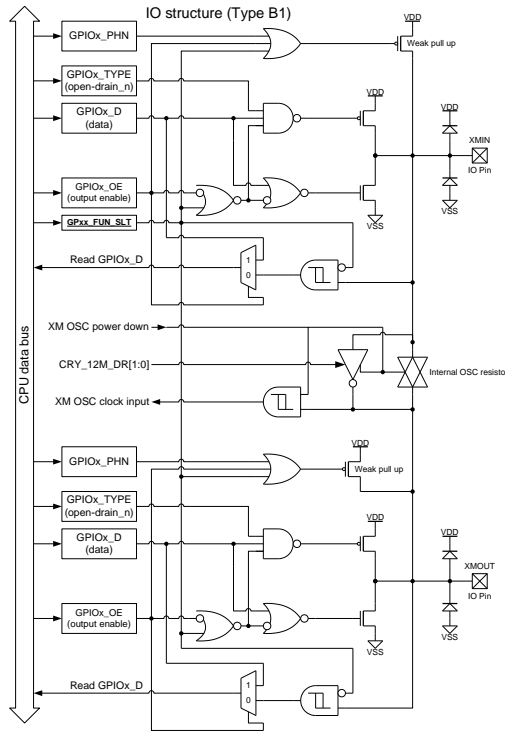 IO structure (Type B1)
VDD
GPIOx_PHN
Weak pull up
GPIOx_TYPE
(open-drain_n)
VDD
VDD
GPIOx_D
(data)
XMIN
IO Pin
GPIOx_OE
(output enable)
VSS
VSS
GPxx_FUN_SLT
Read GPIOx_D
1
0
CPU data bus
XM OSC power down
CRY_12M_DR[1:0]
Internal OSC resisto
XM OSC clock input
VDD
GPIOx_PHN
Weak pull up
GPIOx_TYPE
(open-drain_n)
VDD
VDD
GPIOx_D
(data)
XMOUT
IO Pin
GPIOx_OE
(output enable)
VSS
VSS
Read GPIOx_D
1
0